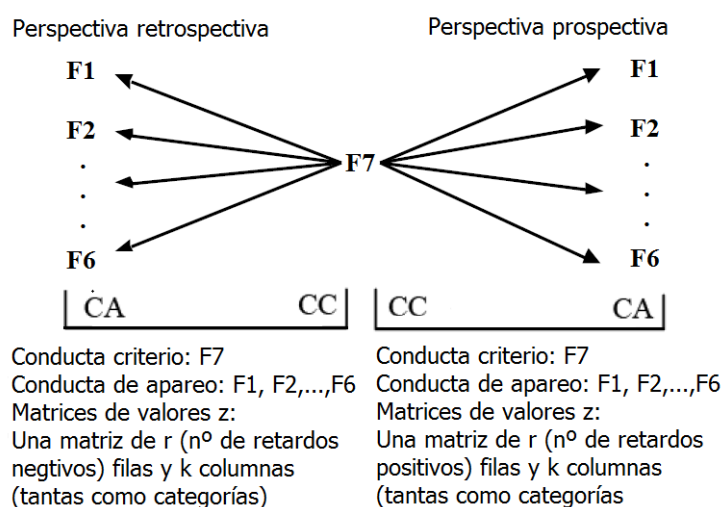 Perspectiva retrospectiva
Perspectiva prospectiva
F1
F2
.
.
.
F6
F7
F1
F2
.
.
.
F6
CA CC
CC CA
Conducta criterio: F7
Conducta de apareo: F1, F2,...,F6
Matrices de valores z:
Una matriz de r (nº de retardos
negtivos) filas y k columnas
(tantas como categorías)
Conducta criterio: F7
Conducta de apareo: F1, F2,...,F6
Matrices de valores z:
Una matriz de r (nº de retardos
positivos) filas y k columnas
(tantas como categorías